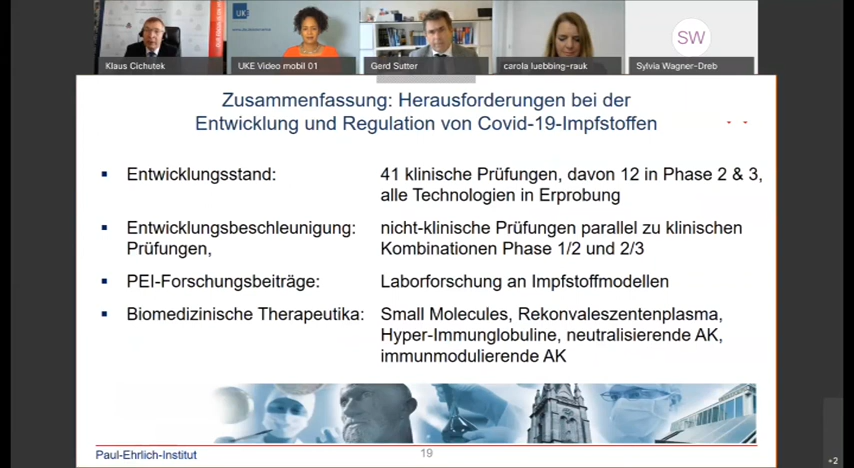 UKE
Klaus Cichutek
UKE Video mobil 01
Gerd Sutter
carola luebbing-rauk
SW
Sylvia Wagner-Dreb
Zusammenfassung: Herausforderungen bei der
Entwicklung und Regulation von Covid-19-Impfstoffen
▪ Entwicklungsstand: 41 klinische Prüfungen, davon 12 in Phase 2 & 3,
alle Technologien in Erprobung
▪ Entwicklungsbeschleunigung: nicht-klinische Prüfungen parallel zu klinischen
Prüfungen, Kombinationen Phase 1/2 und 2/3
▪ PEI-Forschungsbeiträge: Laborforschung an Impfstoffmodellen
▪ Biomedizinische Therapeutika: Small Molecules, Rekonvaleszentenplasma,
Hyper-Immunglobuline, neutralisierende AK,
immunmodulierende AK
Paul-Ehrlich-Institut
19
+2